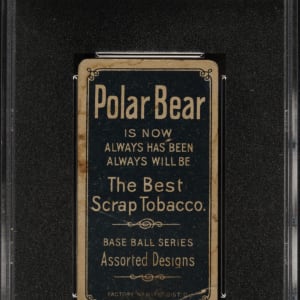 Polar Bear
IS NOW
ALWAYS HAS BEEN
ALWAYS WILL BE
The Best
Scrap Tobacco.
BASE BALL SERIES
Assorted Designs
FACTORY